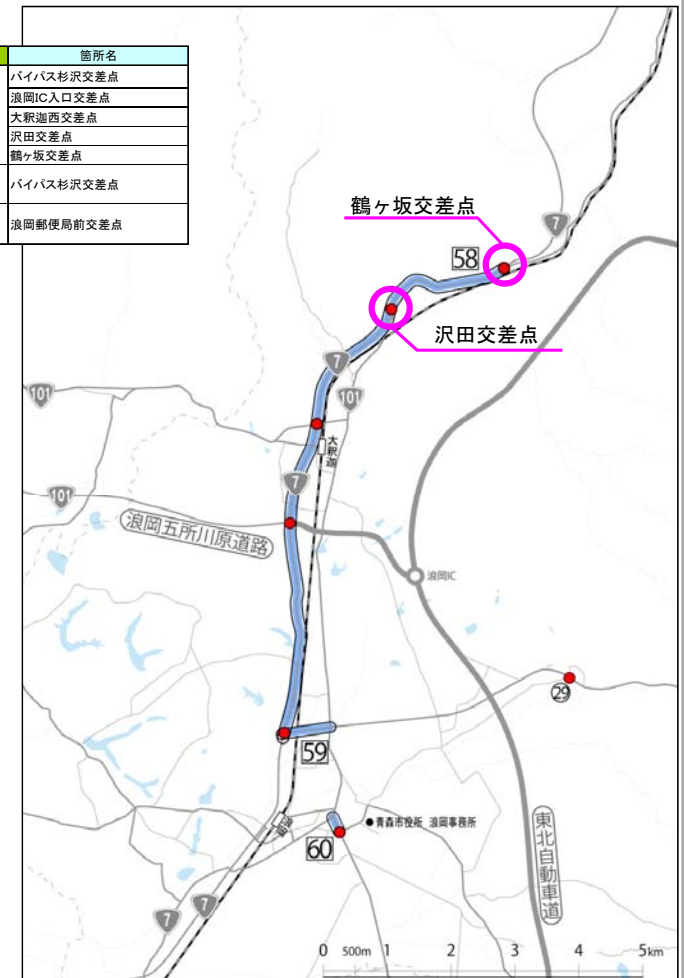 箇所名
バイパス杉沢交差点
浪岡IC入口交差点
大釈迦西交差点
沢田交差点
鶴ヶ坂交差点
バイパス杉沢交差点
浪岡郵便局前交差点
鶴ヶ坂交差点
7
58
沢田交差点
7
101
101
大釈迦
7
101
浪岡五所川原道路
浪岡IC
29
59
青森市役所 浪岡事務所
浪岡
60
東北自動車道
7
7
0 500m 1 2 3 4 5km